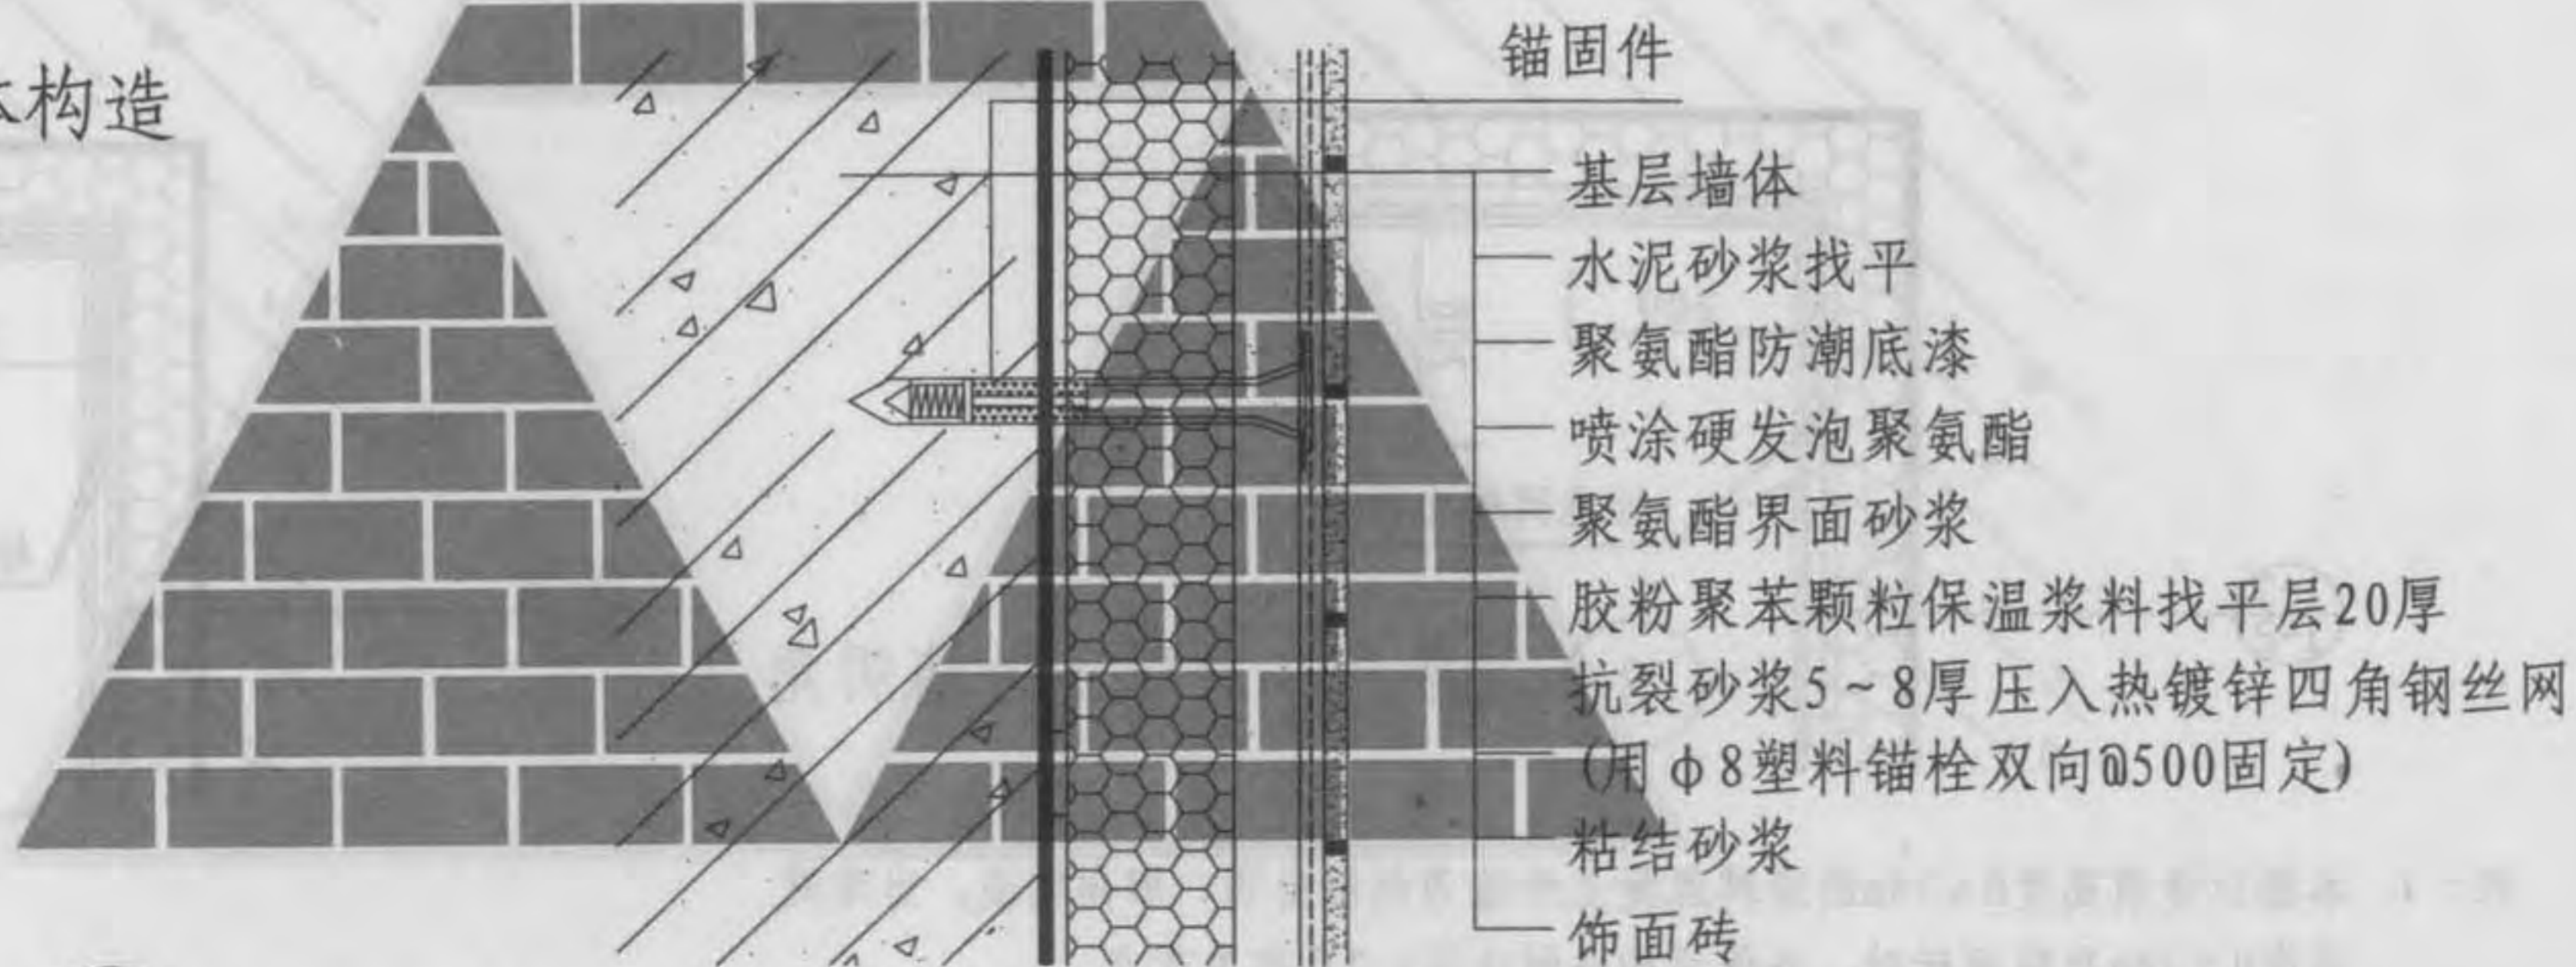 构造
锚固件
基层墙体
水泥砂浆找平
聚氨酯防潮底漆
喷涂硬发泡聚氨酯
聚氨酯界面砂浆
胶粉聚苯颗粒保温浆料找平层20厚
抗裂砂浆5~8厚压入热镀锌四角钢丝网
(用φ8塑料锚栓双向@500固定)
粘结砂浆
饰面砖